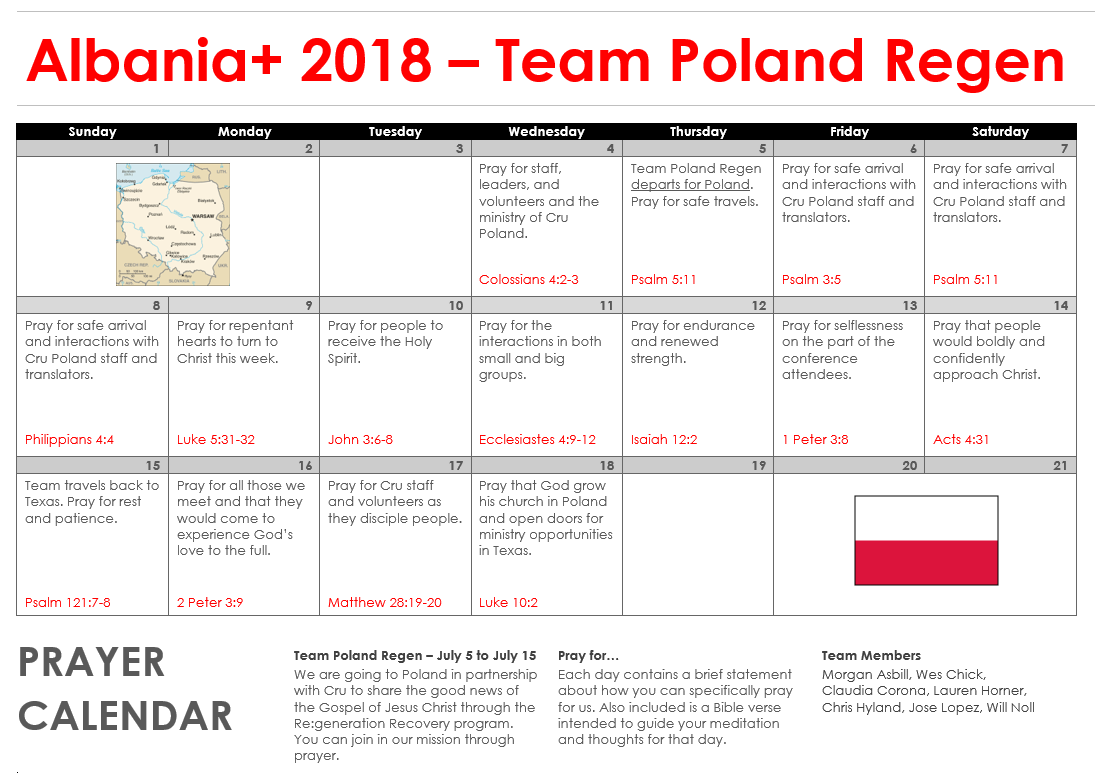 Albania+ 2018 – Team Poland Regen
Sunday Monday Tuesday Wednesday Thursday Friday Saturday
1 2 3 4 5 6 7
WARSAW
Pray for staff,
leaders, and
volunteers and the
ministry of Cru
Poland.
Colossians 4:2-3
Team Poland Regen
departs for Poland.
Pray for safe travels.
Psalm 5:11
Pray for safe arrival
and interactions with
Cru Poland staff and
translators.
Psalm 3:5
Pray for safe arrival
and interactions with
Cru Poland staff and
translators.
Psalm 5:11
8 9 10 11 12 13 14
Pray for safe arrival
and interactions with
Cru Poland staff and
translators.
Philippians 4:4
Pray for repentant
hearts to turn to
Christ this week.
Luke 5:31-32
Pray for people to
receive the Holy
Spirit.
John 3:6-8
Pray for the
interactions in both
small and big
groups.
Ecclesiastes 4:9-12
Pray for endurance
and renewed
strength.
Isaiah 12:2
Pray for selflessness
on the part of the
conference
attendees.
1 Peter 3:8
Pray that people
would boldly and
confidently
approach Christ.
Acts 4:31
15 16 17 18 19 20 21
Team travels back to
Texas. Pray for rest
and patience.
Psalm 121:7-8
Pray for all those we
meet and that they
would come to
experience God’s
love to the full.
2 Peter 3:9
Pray for Cru staff
and volunteers as
they disciple people.
Matthew 28:19-20
Pray that God grow
his church in Poland
and open doors for
ministry opportunities
in Texas.
Luke 10:2
PRAYER
CALENDAR
Team Poland Regen – July 5 to July 15
We are going to Poland in partnership
with Cru to share the good news of
the Gospel of Jesus Christ through the
Re:generation Recovery program.
You can join in our mission through
prayer.
Pray for…
Each day contains a brief statement
about how you can specifically pray
for us. Also included is a Bible verse
intended to guide your meditation
and thoughts for that day.
Team Members
Morgan Asbill, Wes Chick,
Claudia Corona, Lauren Horner,
Chris Hyland, Jose Lopez, Will Noll